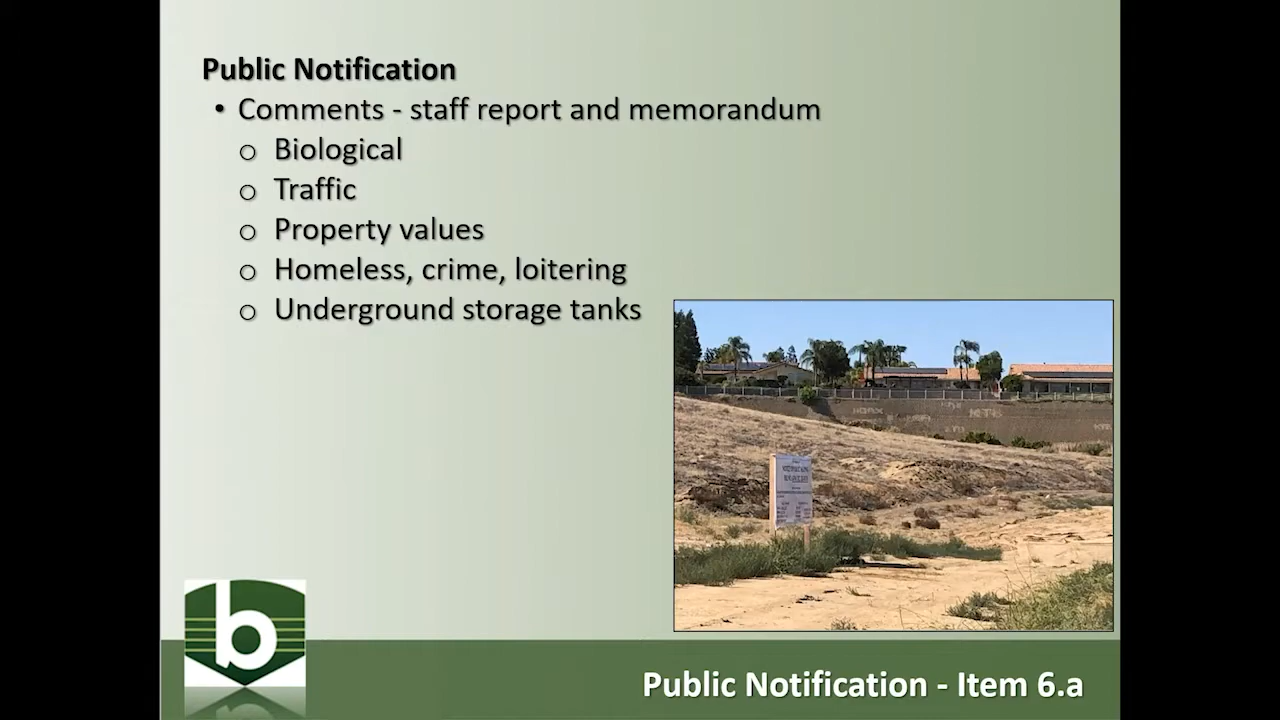 Public Notification
• Comments - staff report and memorandum
o Biological
o Traffic
o Property values
o Homeless, crime, loitering
o Underground storage tanks
b
Public Notification - Item 6.a